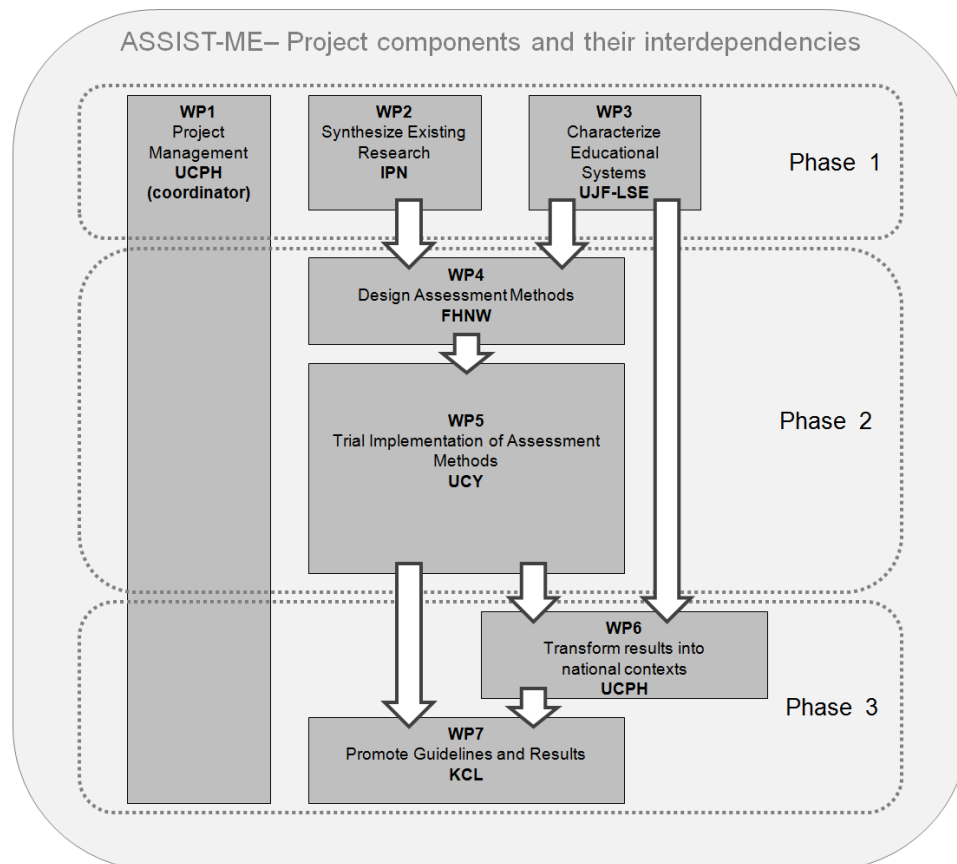 ASSIST-ME– Project components and their interdependencies
WP1
Project
Management
UCPH
(coordinator)
WP2
Synthesize Existing
Research
IPN
WP3
Characterize
Educational
Systems
UJF-LSE
Phase 1
WP4
Design Assessment Methods
FHNW
WP5
Trial Implementation of Assessment
Methods
UCY
Phase 2
WP6
Transform results into
national contexts
UCPH
Phase 3
WP7
Promote Guidelines and Results
KCL